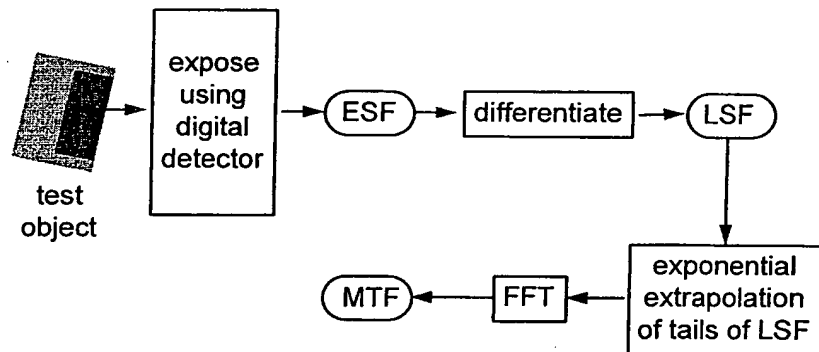 test
object
expose
using
digital
detector
ESF
differentiate
LSF
exponential
extrapolation
of tails of LSF
FFT
MTF